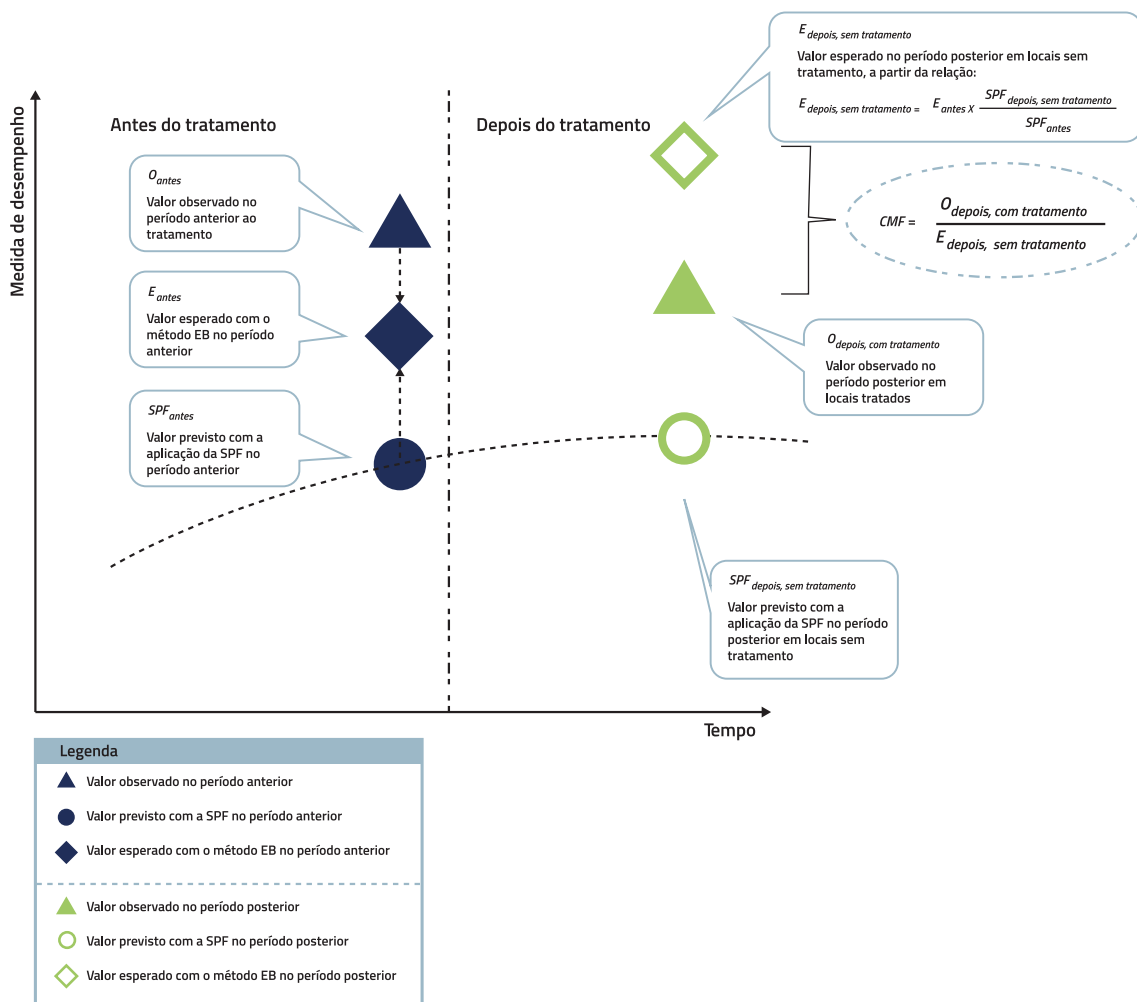 Medida de desempenho
Antes do tratamento
Depois do tratamento
O antes
Valor observado no
período anterior ao
tratamento
E antes
Valor esperado com o
método EB no período
anterior
SPF antes
Valor previsto com a
aplicação da SPF no
período anterior
E depois, sem tratamento
Valor esperado no período posterior em locais sem
tratamento, a partir da relação:
E depois, sem tratamento = E antes X SPF depois, sem tratamento
SPF antes
CMF = O depois, com tratamento
E depois, sem tratamento
O depois, com tratamento
Valor observado no
período posterior em
locais tratados
SPF depois, sem tratamento
Valor previsto com a
aplicação da SPF no período
posterior em locais sem
tratamento
Tempo
Legenda
Valor observado no período anterior
Valor previsto com a SPF no período anterior
Valor esperado com o método EB no período anterior
Valor observado no período posterior
Valor previsto com a SPF no período posterior
Valor esperado com o método EB no período posterior